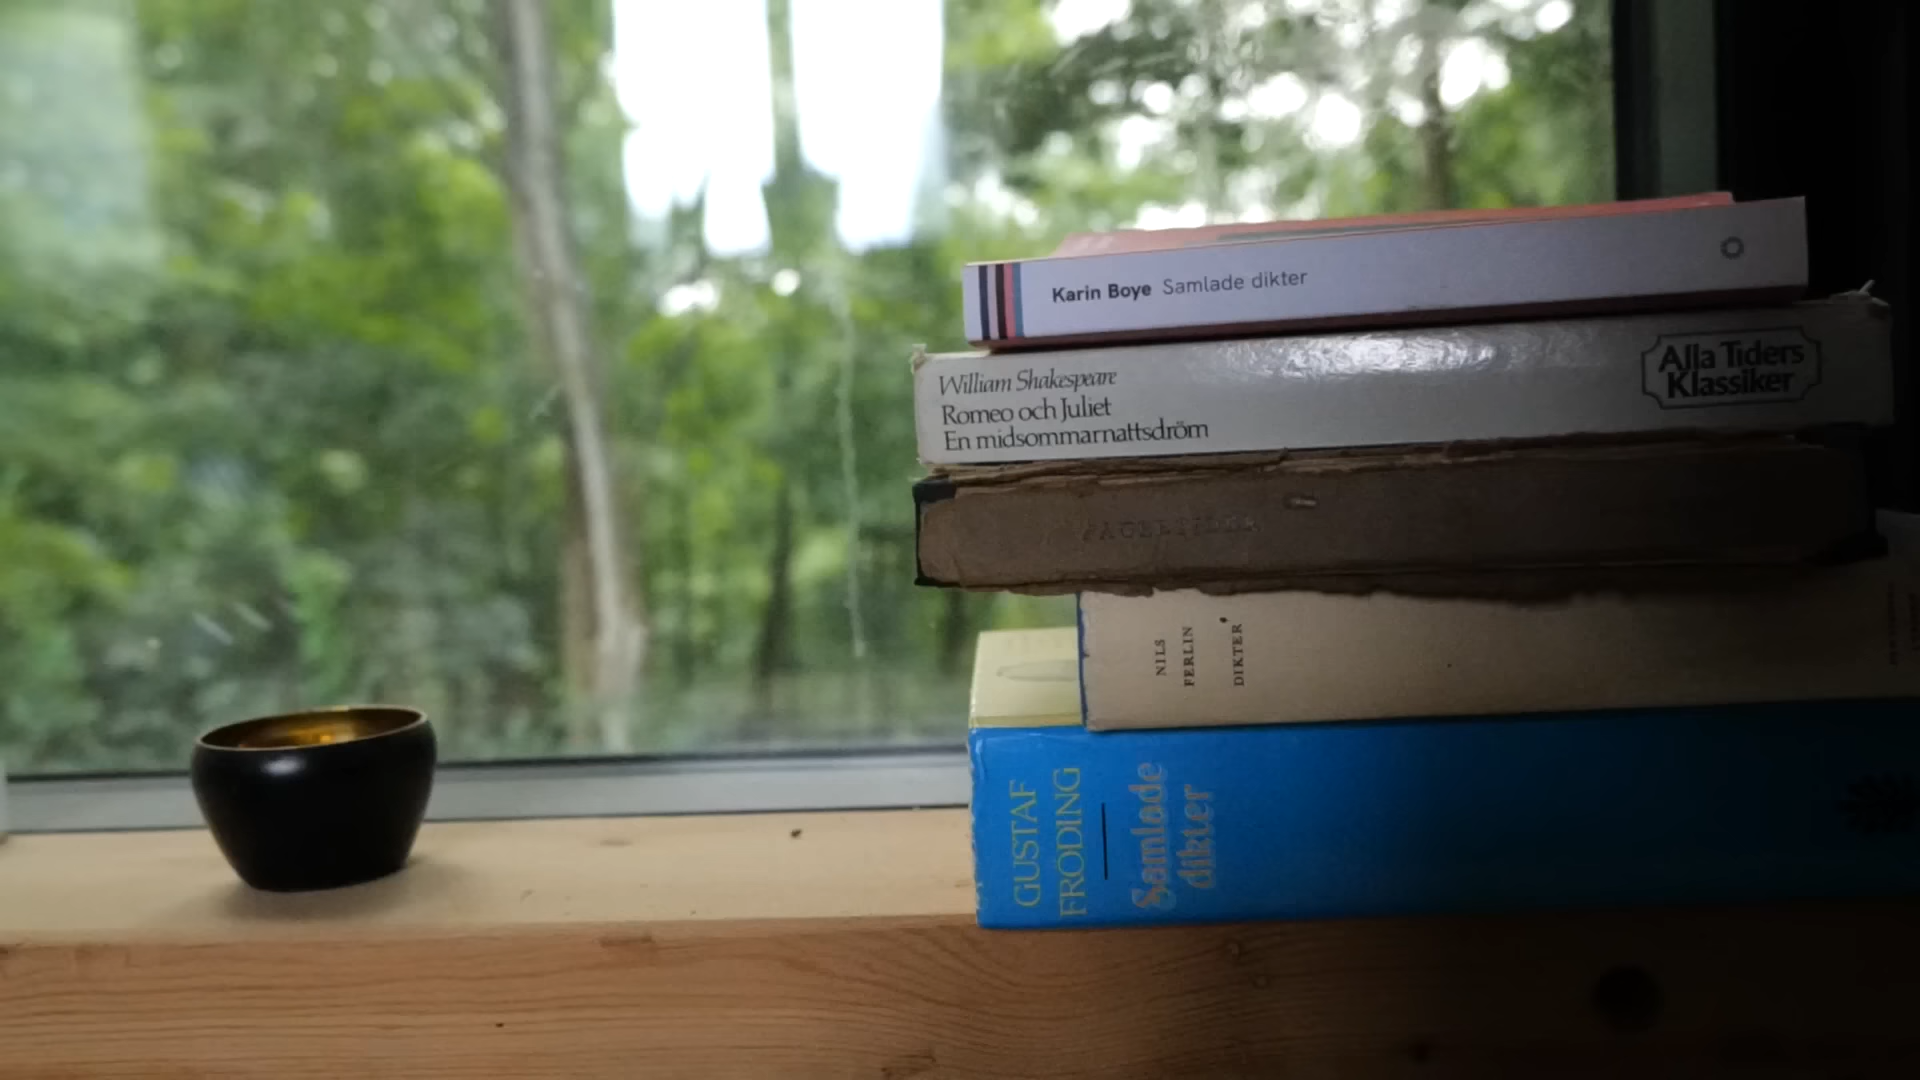 Karin Boye Samlade dikter
William Shakespeare
Romeo och Juliet
En midsommarnattsdröm
Alla Tiders
Klassiker
NILS
FERLIN
DIKTER
GUSTAF
FRÖDING
Samlade
dikter